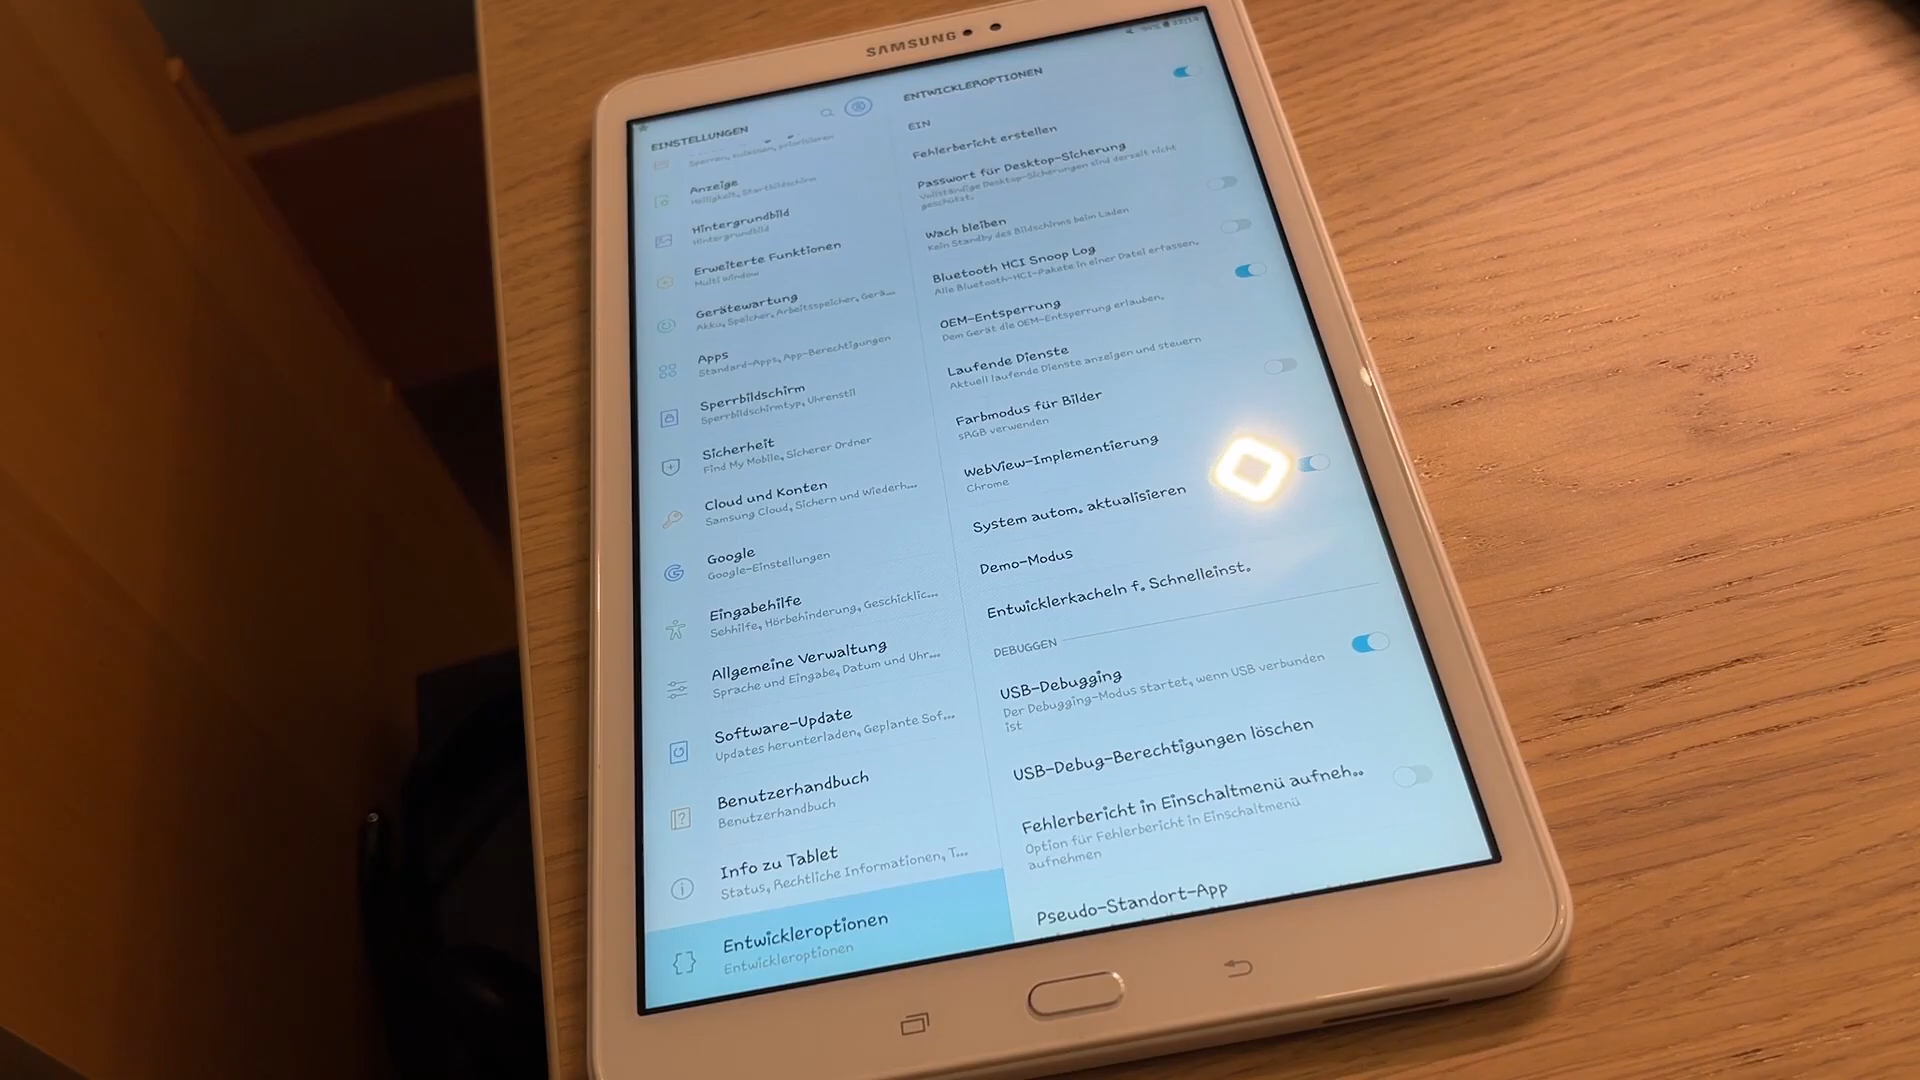 SAMSUNG
EINSTELLUNGEN
Sperren, zulassen, priorisieren
Anzeige
Helligkeit, Startbildschirm
Hintergrundbild
Hintergrundbild
Erweiterte Funktionen
Multi Window
Gerätewartung
Akku, Speicher, Arbeitsspeicher, Gerä...
Apps
Standard-Apps, App-Berechtigungen
Sperrbildschirm
Sperrbildschirmtyp, Uhrenstil
Sicherheit
Find My Mobile, Sicherer Ordner
Cloud und Konten
Samsung Cloud, Sichern und Wiederh...
Google
Google-Einstellungen
Eingabehilfe
Sehhilfe, Hörbehinderung, Geschicklic...
Allgemeine Verwaltung
Sprache und Eingabe, Datum und Uhr...
Software-Update
Updates herunterladen, Geplante Sof...
Benutzerhandbuch
Benutzerhandbuch
Info zu Tablet
Status, Rechtliche Informationen, T...
Entwickleroptionen
Entwickleroptionen
ENTWICKLEROPTIONEN
EIN
Fehlerbericht erstellen
Passwort für Desktop-Sicherung
Vollständige Desktop-Sicherungen sind derzeit nicht
geschützt.
Wach bleiben
Kein Standby des Bildschirms beim Laden
Bluetooth HCI Snoop Log
Alle Bluetooth-HCI-Pakete in einer Datei erfassen.
OEM-Entsperrung
Dem Gerät die OEM-Entsperrung erlauben.
Laufende Dienste
Aktuell laufende Dienste anzeigen und steuern
Farbmodus für Bilder
sRGB verwenden
WebView-Implementierung
Chrome
System autom. aktualisieren
Demo-Modus
Entwicklerkacheln f. Schnelleinst.
DEBUGGEN
USB-Debugging
Der Debugging-Modus startet, wenn USB verbunden
ist
USB-Debug-Berechtigungen löschen
Fehlerbericht in Einschaltmenü aufneh...
Option für Fehlerbericht in Einschaltmenü
aufnehmen
Pseudo-Standort-App